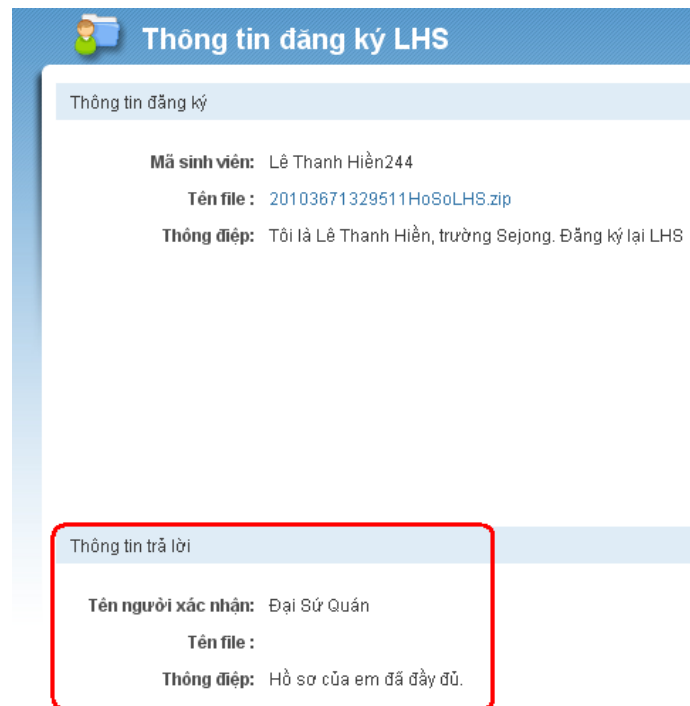 Thông tin đăng ký LHS
Thông tin đăng ký
Mã sinh viên: Lê Thanh Hiền244
Tên file : 20103671329511HoSoLHS.zip
Thông điệp: Tôi là Lê Thanh Hiền, trường Sejong. Đăng ký lại LHS
Thông tin trả lời
Tên người xác nhận: Đại Sứ Quán
Tên file :
Thông điệp: Hồ sơ của em đã đầy đủ.